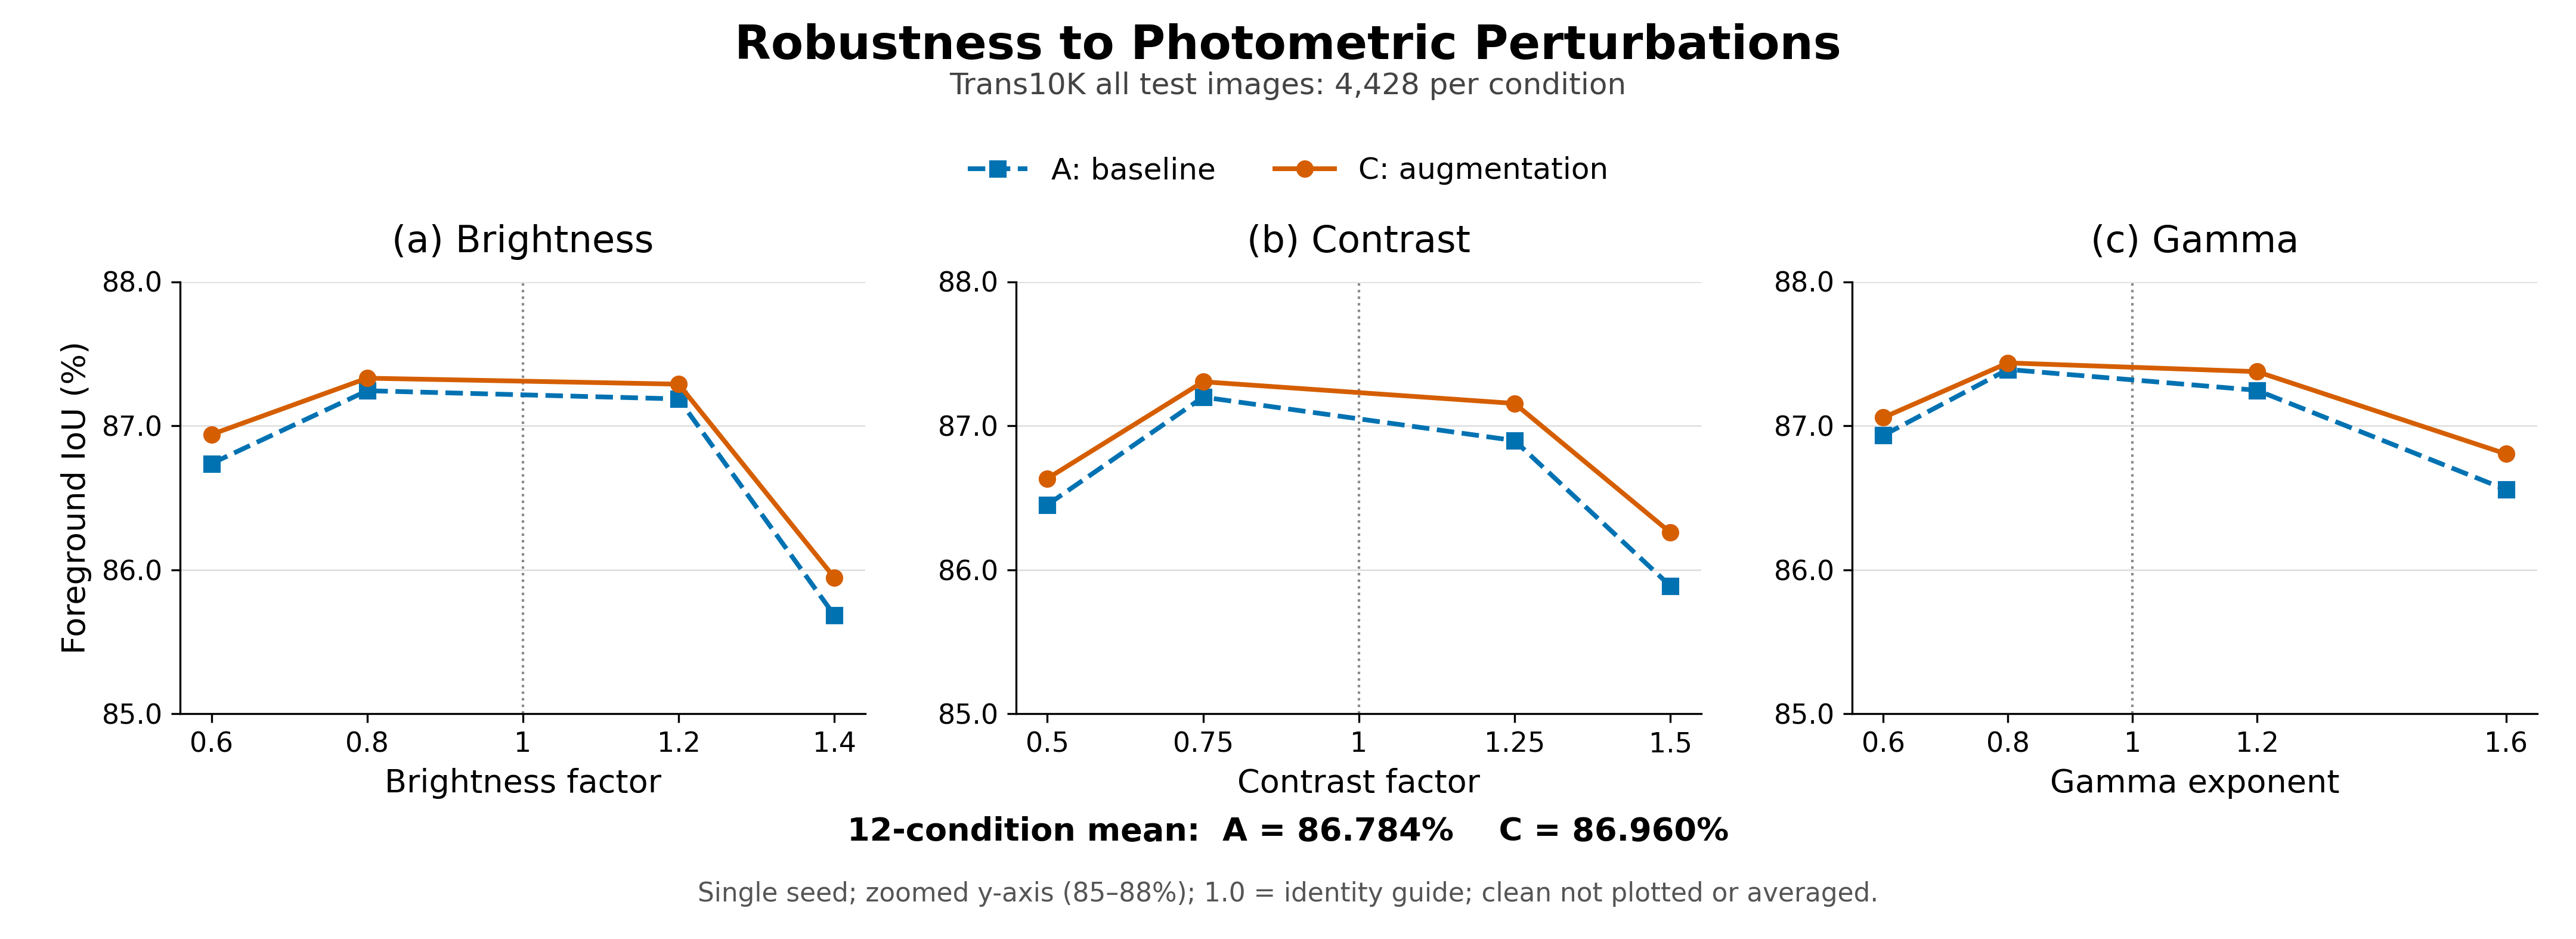 Robustness to Photometric Perturbations
Trans10K all test images: 4,428 per condition
A: baseline
C: augmentation
(a) Brightness
Foreground IoU (%)
88.0
87.0
86.0
85.0
0.6 0.8 1 1.2 1.4
Brightness factor
(b) Contrast
88.0
87.0
86.0
85.0
0.5 0.75 1 1.25 1.5
Contrast factor
(c) Gamma
88.0
87.0
86.0
85.0
0.6 0.8 1 1.2 1.6
Gamma exponent
12-condition mean: A = 86.784% C = 86.960%
Single seed; zoomed y-axis (85–88%); 1.0 = identity guide; clean not plotted or averaged.